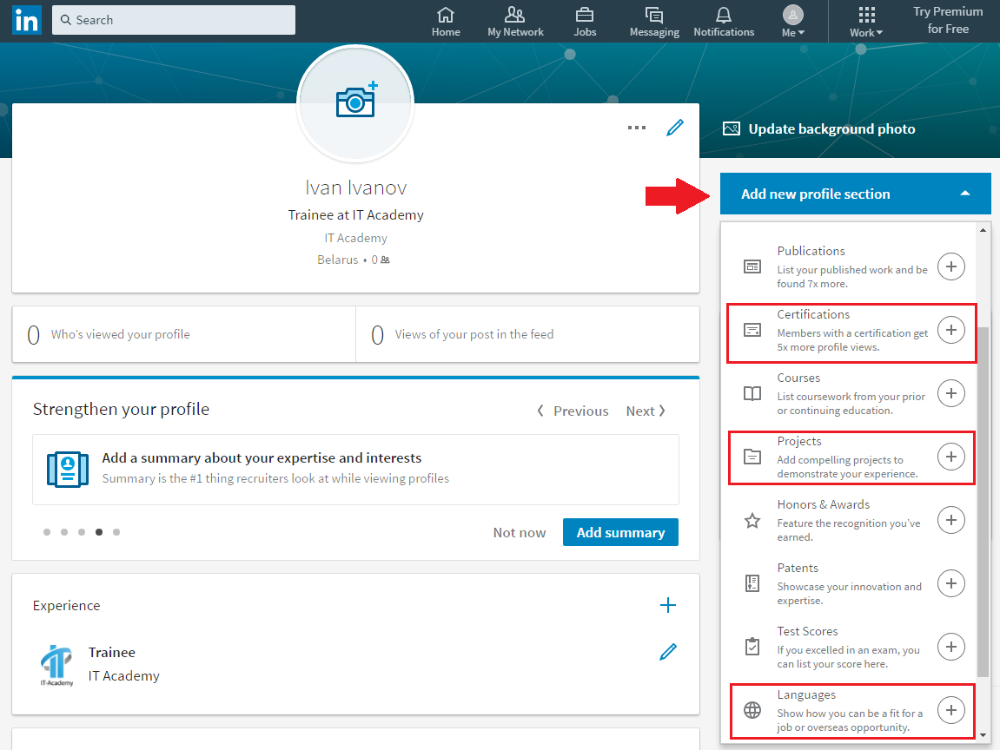 in
Search
Home
My Network
Jobs
Messaging
Notifications
Me
Work
Try Premium
for Free
Update background photo
Ivan Ivanov
Trainee at IT Academy
IT Academy
Belarus • 0
Add new profile section
0 Who's viewed your profile
0 Views of your post in the feed
Strengthen your profile
Previous Next
Add a summary about your expertise and interests
Summary is the #1 thing recruiters look at while viewing profiles
Not now Add summary
Experience
Trainee
IT Academy
IT-Academy
Publications
List your published work and be
found 7x more.
Certifications
Members with a certification get
5x more profile views.
Courses
List coursework from your prior
or continuing education.
Projects
Add compelling projects to
demonstrate your experience.
Honors & Awards
Feature the recognition you've
earned.
Patents
Showcase your innovation and
expertise.
Test Scores
If you excelled in an exam, you
can list your score here.
Languages
Show how you can be a fit for a
job or overseas opportunity.